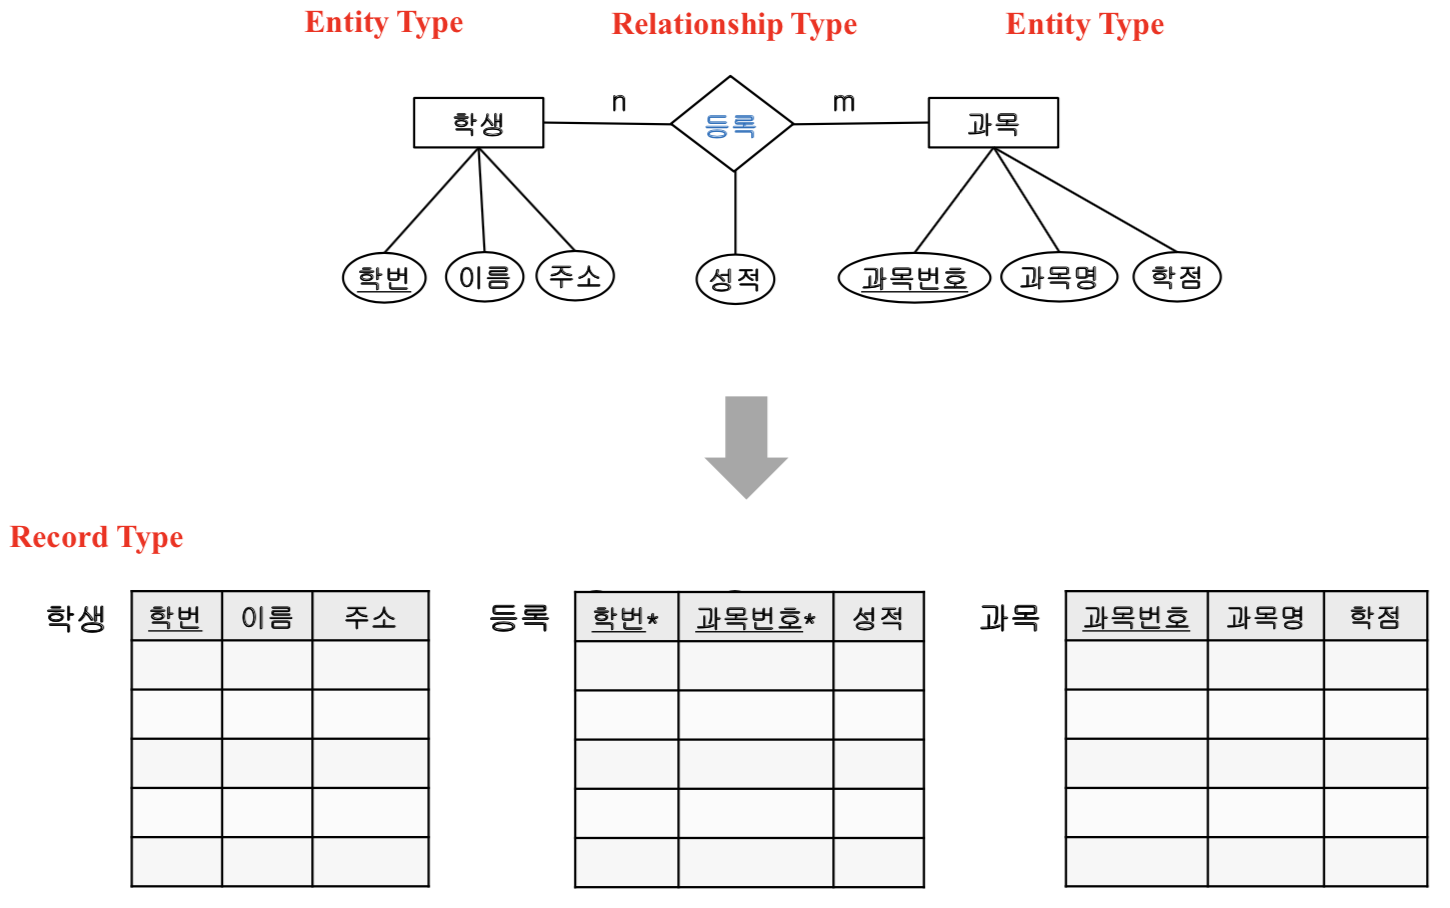 Entity Type
Relationship Type
Entity Type
학생
n
등록
m
과목
학번
이름
주소
성적
과목번호
과목명
학점
Record Type
학생
학번
이름
주소
등록
학번*
과목번호*
성적
과목
과목번호
과목명
학점